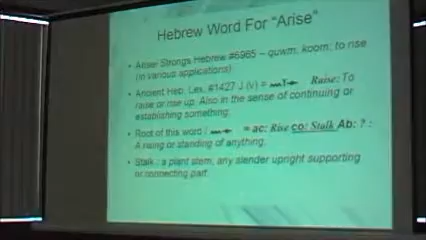 Hebrew Word For "Arise"
• Arise: Strongs Hebrew #6965 – quwm, koom; to rise
(in various applications):
• Ancient Heb. Lex. #1427 J (v) = Raise: To
raise or rise up. Also in the sense of continuing or
establishing something.
• Root of this word : = ac: Rise co: Stalk Ab: ? :
A rising or standing of anything.
• Stalk : a plant stem, any slender upright supporting
or connecting part.